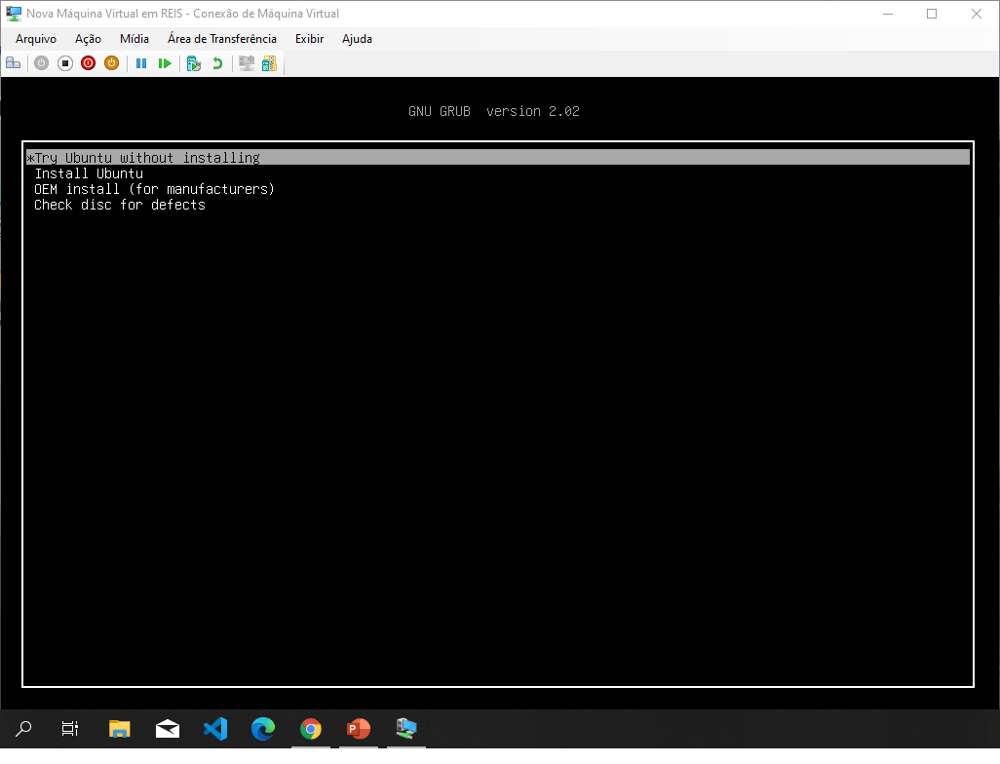 Nova Máquina Virtual em REIS - Conexão de Máquina Virtual
Arquivo Ação Mídia Área de Transferência Exibir Ajuda
GNU GRUB version 2.02
*Try Ubuntu without installing
Install Ubuntu
OEM install (for manufacturers)
Check disc for defects
P